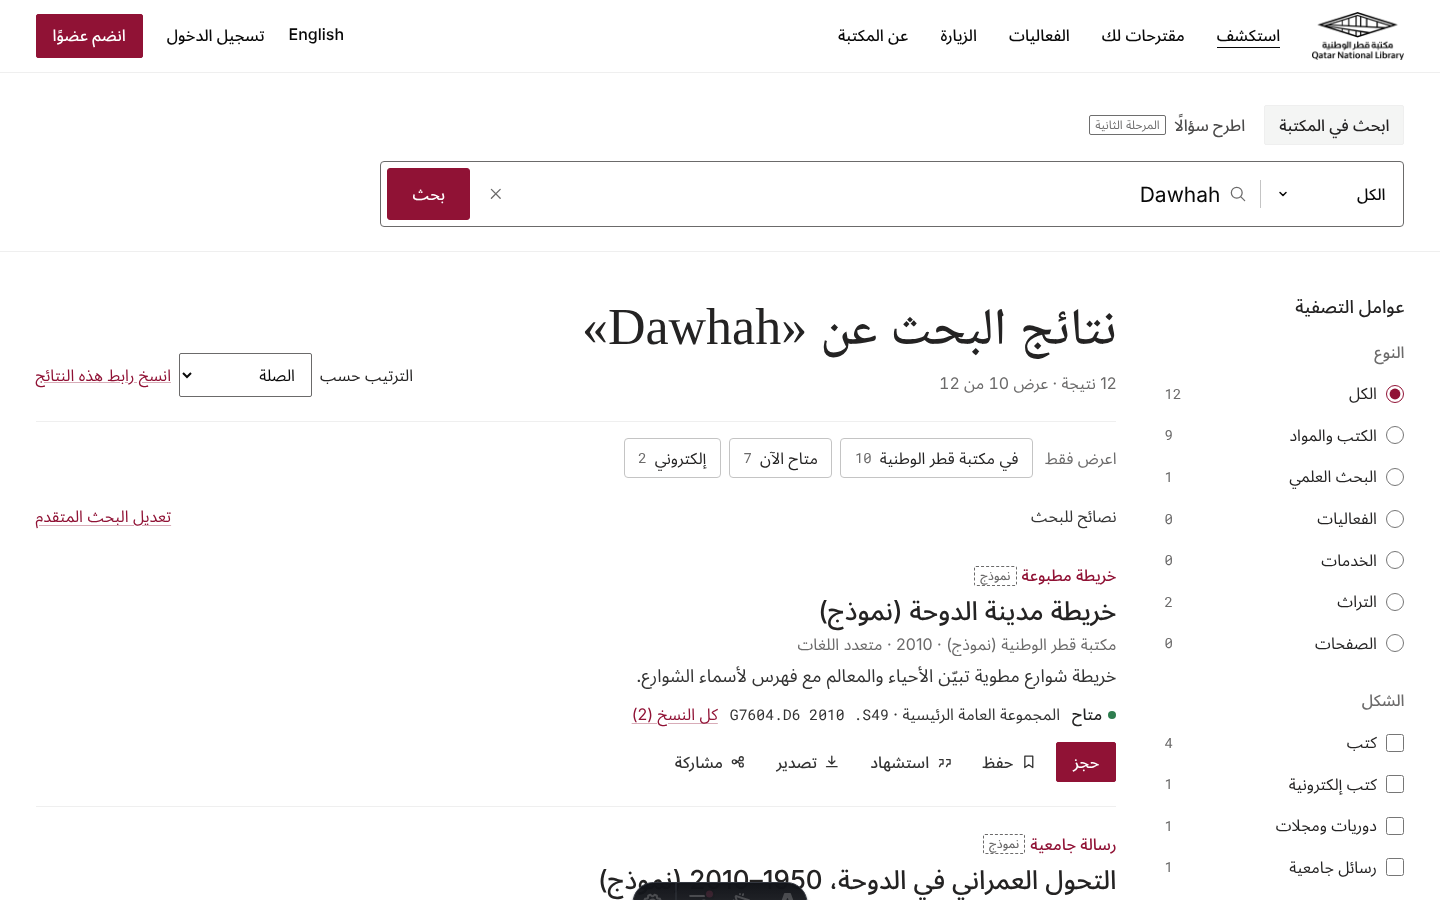 مكتبة قطر الوطنية
Qatar National Library
استكشف
مقترحات لك
الفعاليات
الزيارة
عن المكتبة
English
تسجيل الدخول
انضم عضوًا
ابحث في المكتبة
اطرح سؤالًا
المرحلة الثانية
الكل
Dawhah
بحث
عوامل التصفية
النوع
الكل 12
الكتب والمواد 9
البحث العلمي 1
الفعاليات 0
الخدمات 0
التراث 2
الصفحات 0
الشكل
كتب 4
كتب إلكترونية 1
دوريات ومجلات 1
رسائل جامعية 1
نتائج البحث عن «Dawhah»
12 نتيجة · عرض 10 من 12
الترتيب حسب
الصلة
انسخ رابط هذه النتائج
اعرض فقط
في مكتبة قطر الوطنية 10
متاح الآن 7
إلكتروني 2
نصائح للبحث
تعديل البحث المتقدم
خريطة مطبوعة نموذج
خريطة مدينة الدوحة (نموذج)
مكتبة قطر الوطنية (نموذج) · 2010 · متعدد اللغات
خريطة شوارع مطوية تبيّن الأحياء والمعالم مع فهرس لأسماء الشوارع.
متاح المجموعة العامة الرئيسية · G7604.D6 2010 .S49 كل النسخ (2)
حجز
حفظ
استشهاد
تصدير
مشاركة
رسالة جامعية نموذج
التحول العمراني في الدوحة، 1950–2010 (نموذج)